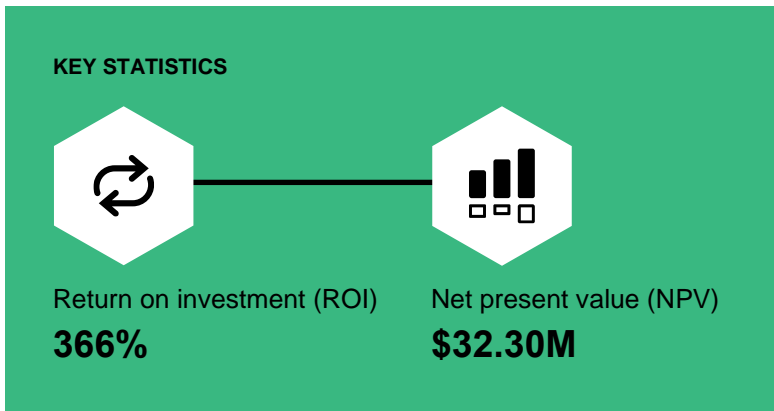 KEY STATISTICS
Return on investment (ROI)
366%
Net present value (NPV)
$32.30M